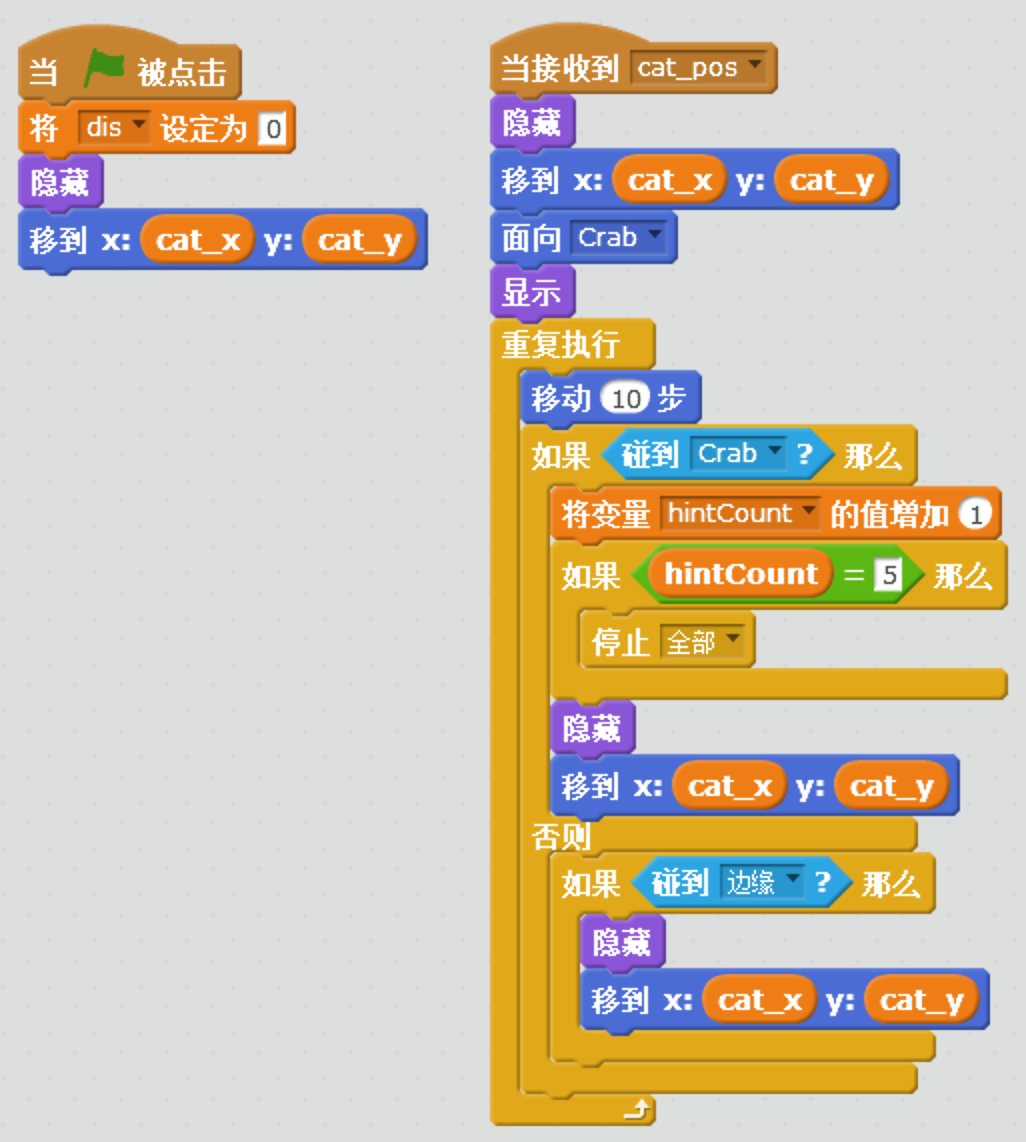 当 被点击
将 dis 设定为 0
隐藏
移到 x: cat_x y: cat_y
当接收到 cat_pos
隐藏
移到 x: cat_x y: cat_y
面向 Crab
显示
重复执行
移动 10 步
如果 碰到 Crab ? 那么
将变量 hintCount 的值增加 1
如果 hintCount = 5 那么
停止 全部
隐藏
移到 x: cat_x y: cat_y
否则
如果 碰到 边缘 ? 那么
隐藏
移到 x: cat_x y: cat_y